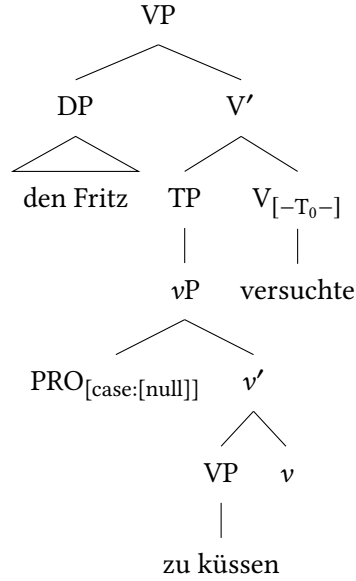 VP
DP V′
den Fritz TP V[−T₀−]
vP versuchte
PRO[case:[null]] v′
VP v
zu küssen